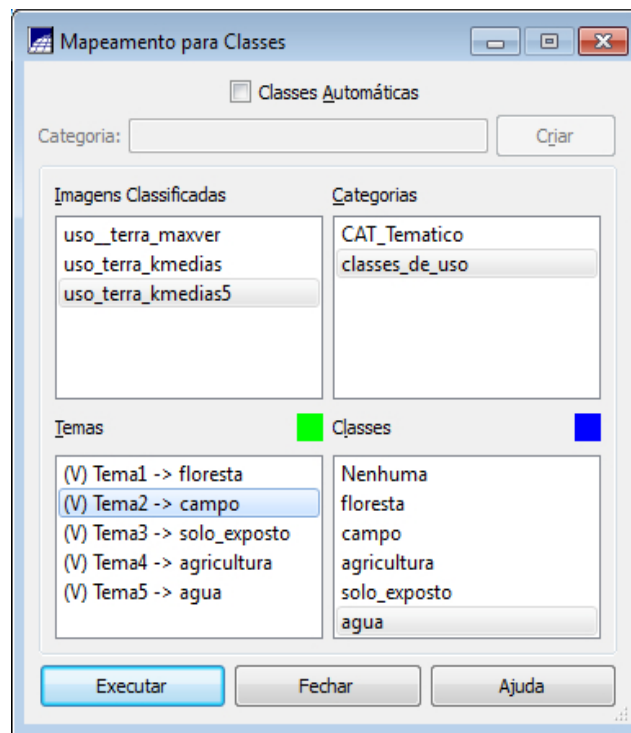 Mapeamento para Classes
Classes Automáticas
Categoria:
Criar
Imagens Classificadas
uso__terra_maxver
uso_terra_kmedias
uso_terra_kmedias5
Categorias
CAT_Tematico
classes_de_uso
Temas
(V) Tema1 -> floresta
(V) Tema2 -> campo
(V) Tema3 -> solo_exposto
(V) Tema4 -> agricultura
(V) Tema5 -> agua
Classes
Nenhuma
floresta
campo
agricultura
solo_exposto
agua
Executar
Fechar
Ajuda